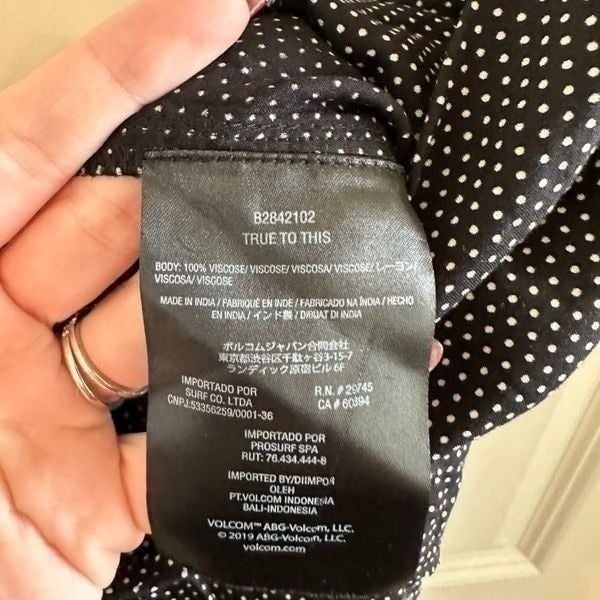 B2842102
TRUE TO THIS
BODY: 100% VISCOSE/ VISCOSE/ VISCOSA/ VISCOSE/ レーヨン/
VISCOSA/ VISCOSE
MADE IN INDIA / FABRIQUÉ EN INDE / FABRICADO NA ÍNDIA / HECHO
EN INDIA / インド製 / DIBUAT DI INDIA
ボルコムジャパン合同会社
東京都渋谷区千駄ヶ谷3-15-7
ランディック原宿ビル 6F
IMPORTADO POR
SURF CO. LTDA
CNPJ:53356259/0001-36
R.N. # 29745
CA # 60394
IMPORTADO POR
PROSURF SPA
RUT: 76.434.444-8
IMPORTED BY/DIIMPOR
OLEH
PT.VOLCOM INDONESIA
BALI-INDONESIA
VOLCOM™ ABG-Volcom, LLC.
© 2019 ABG-Volcom, LLC.
volcom.com